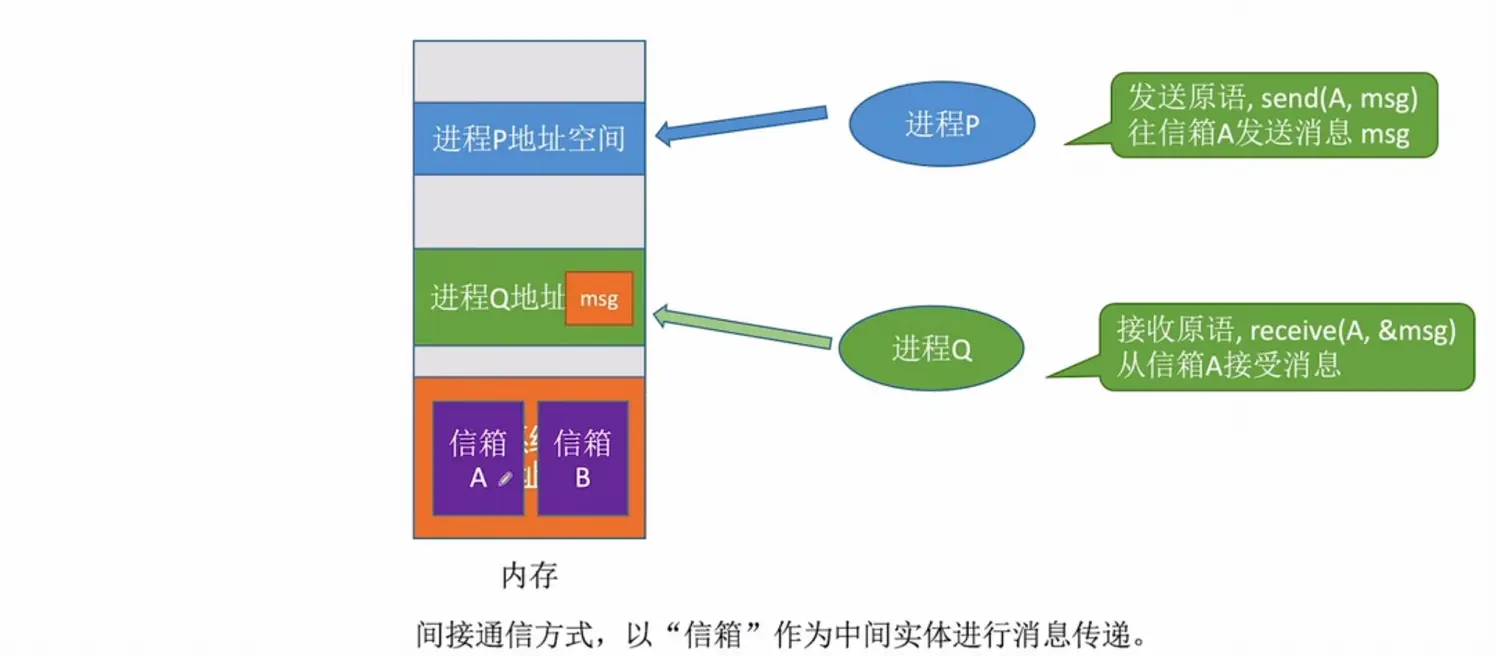 进程P地址空间
进程P
发送原语, send(A, msg)
往信箱A发送消息 msg
进程Q地址
msg
进程Q
接收原语, receive(A, &msg)
从信箱A接受消息
信箱
A
信箱
B
内存
间接通信方式，以“信箱”作为中间实体进行消息传递。